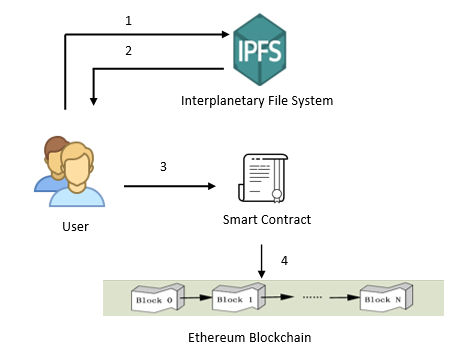 1
2
IPFS
Interplanetary File System
3
User
Smart Contract
4
Block 0
Block 1
......
Block N
Ethereum Blockchain